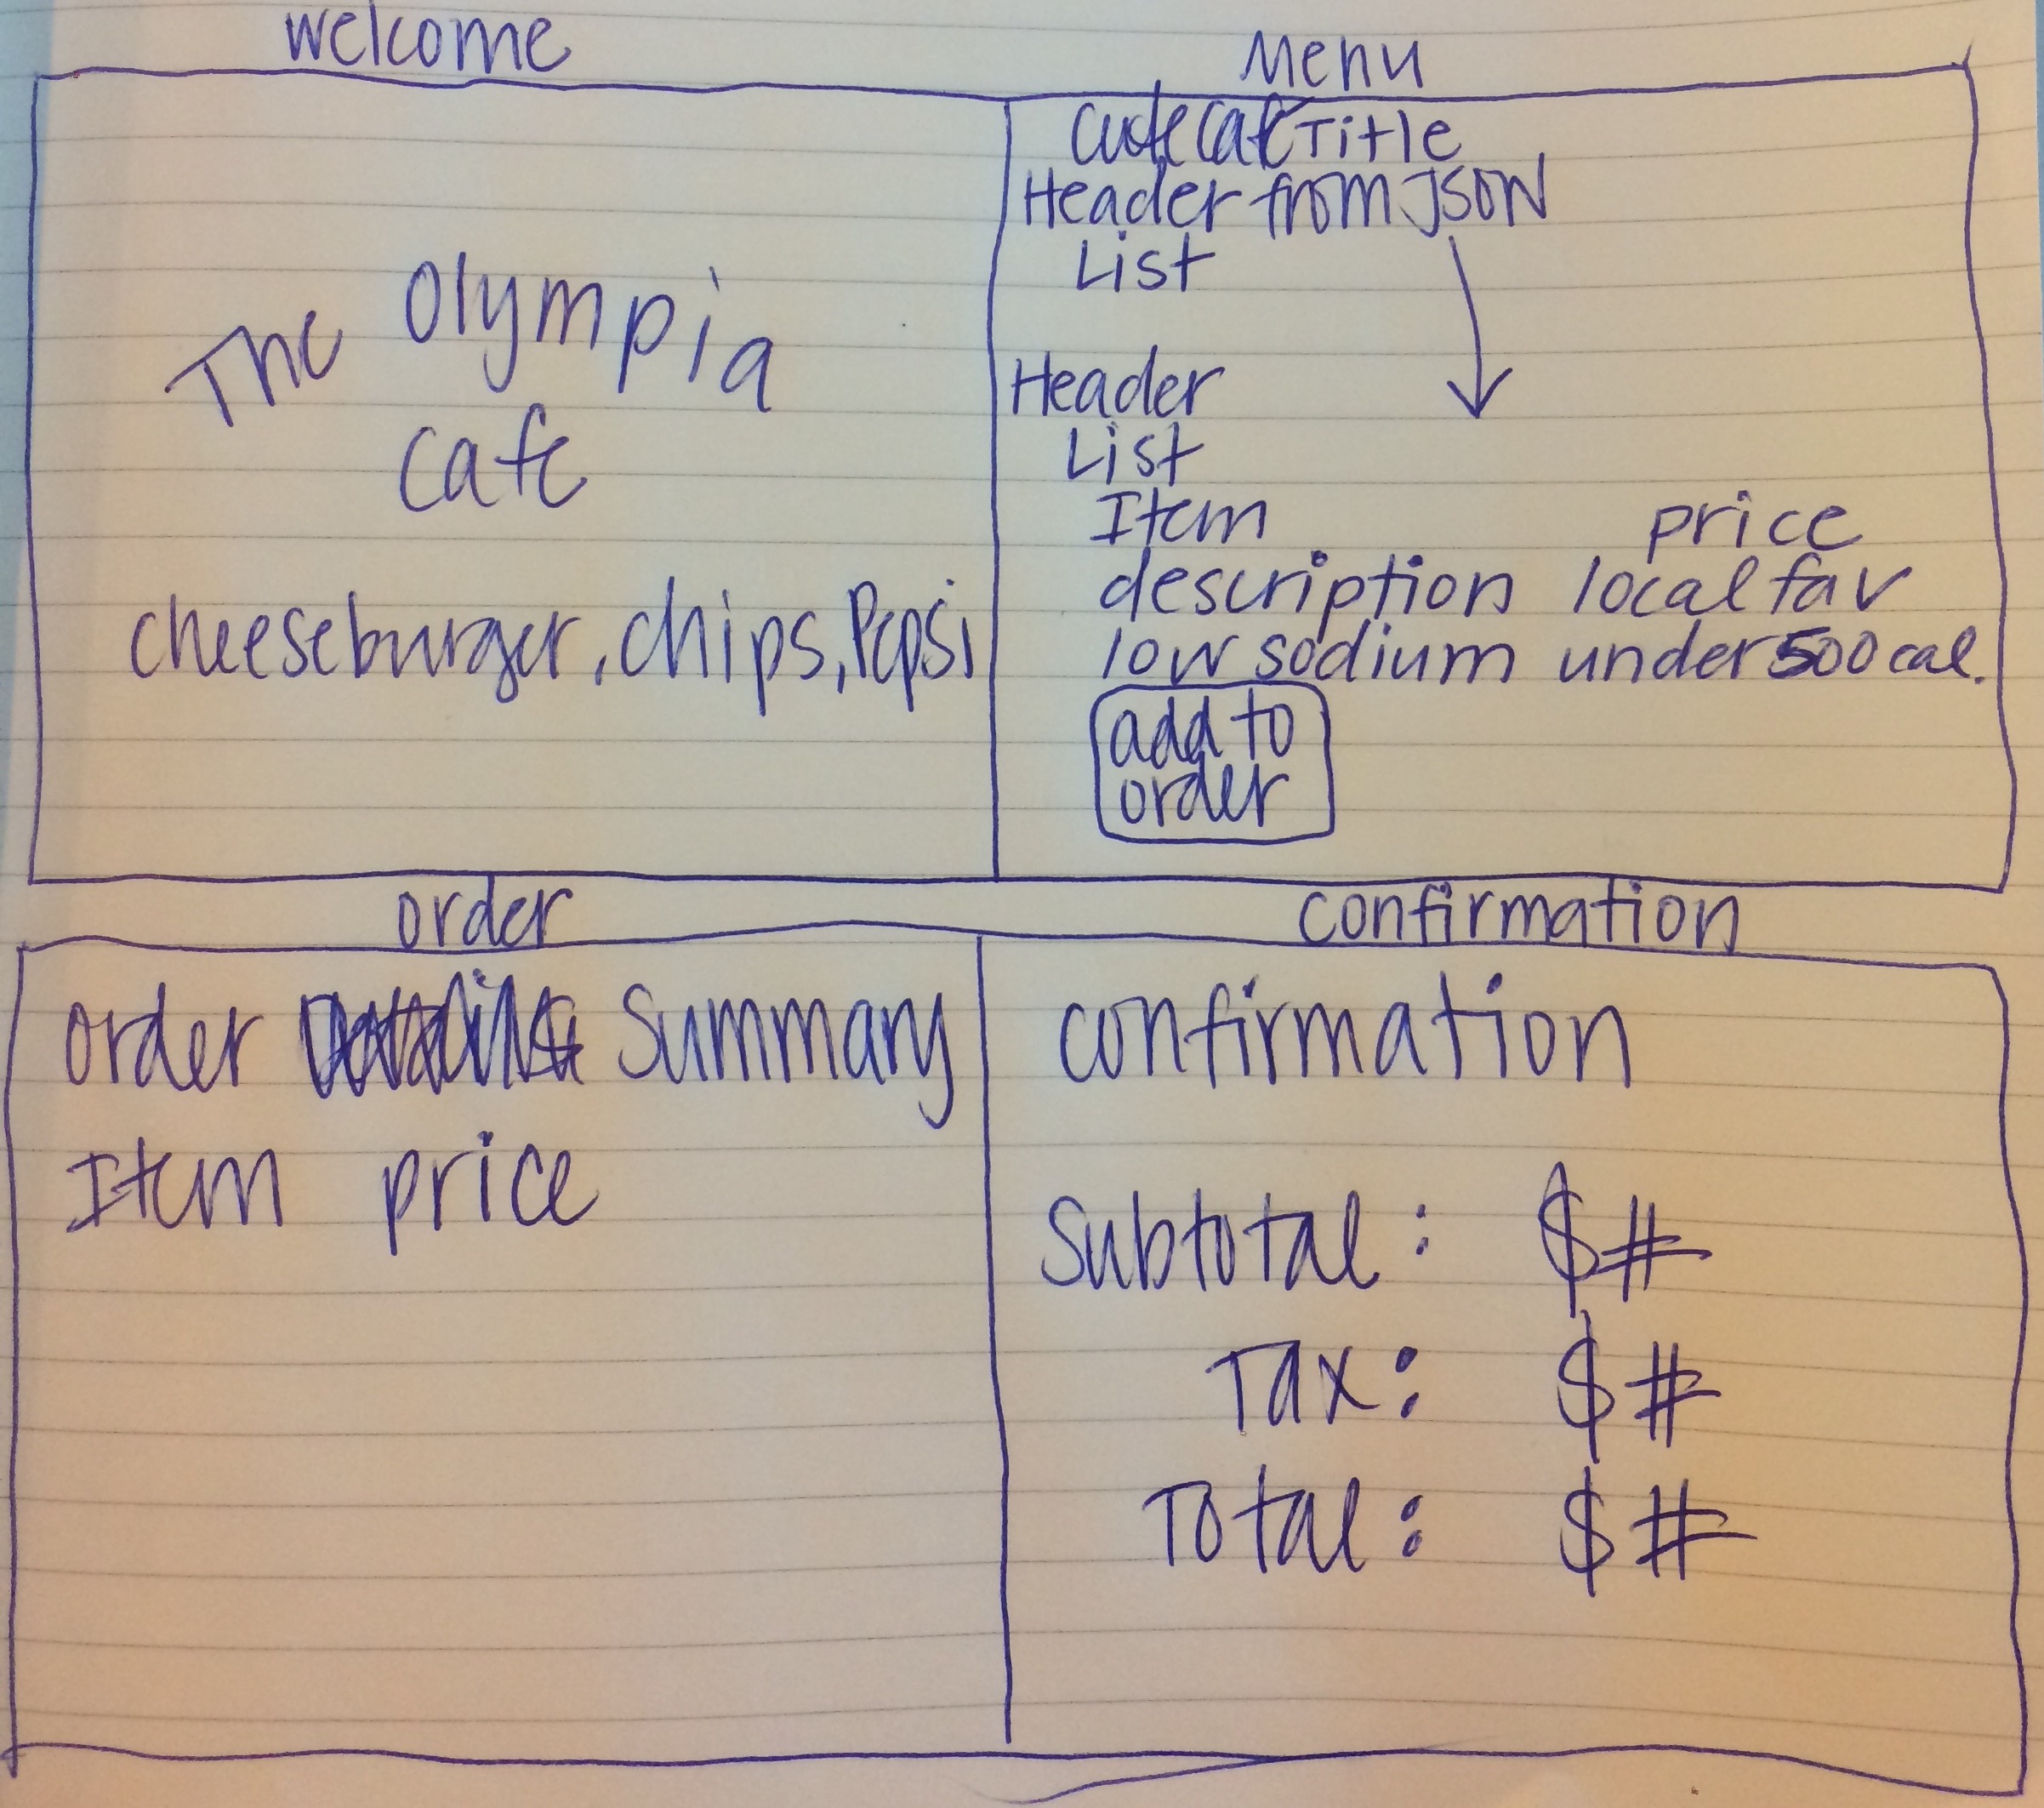 welcome
The Olympia
cafe
cheeseburger, chips, Pepsi
Menu
Cute Cafe Title
Header from JSON
List
Header
List
Item price
description local fav
low sodium under 500 cal.
add to
order
order
order Summary
Item price
confirmation
confirmation
Subtotal: $#
Tax: $#
Total: $#